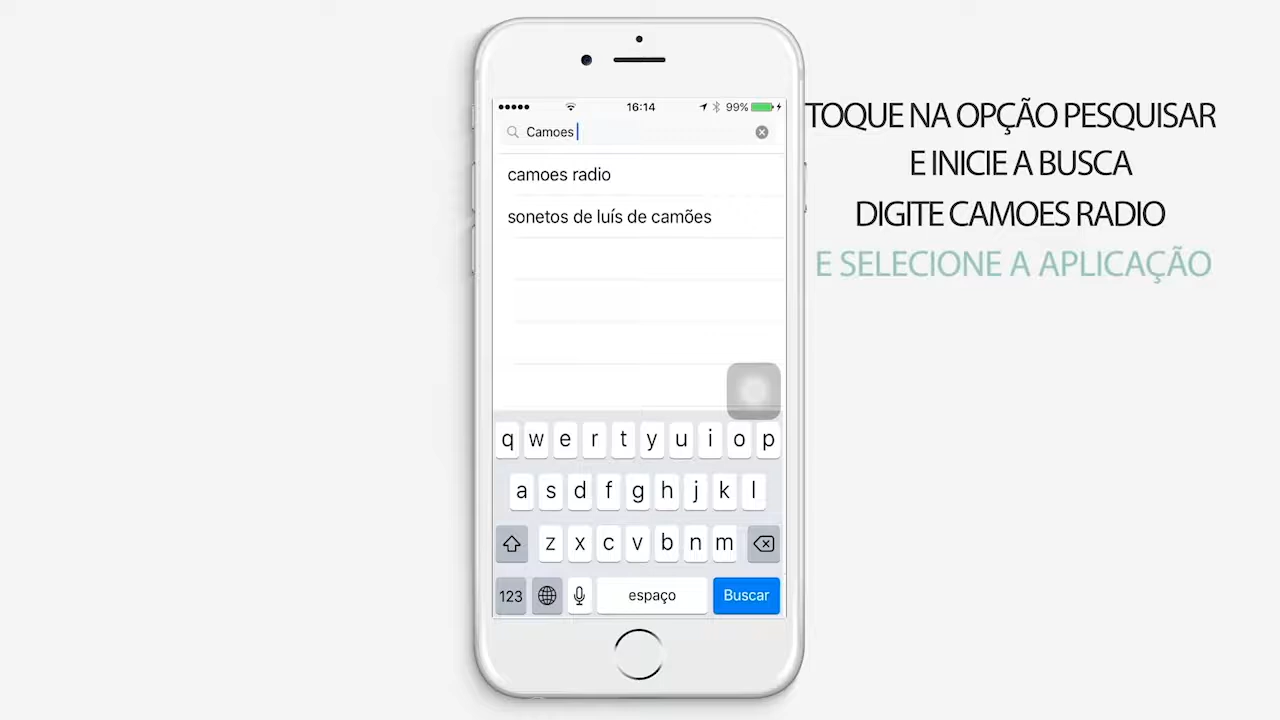 16:14
99%
Camoes
camoes radio
sonetos de luís de camões
q w e r t y u i o p
a s d f g h j k l
z x c v b n m
123 espaço Buscar
TOQUE NA OPÇÃO PESQUISAR
E INICIE A BUSCA
DIGITE CAMOES RADIO
E SELECIONE A APLICAÇÃO